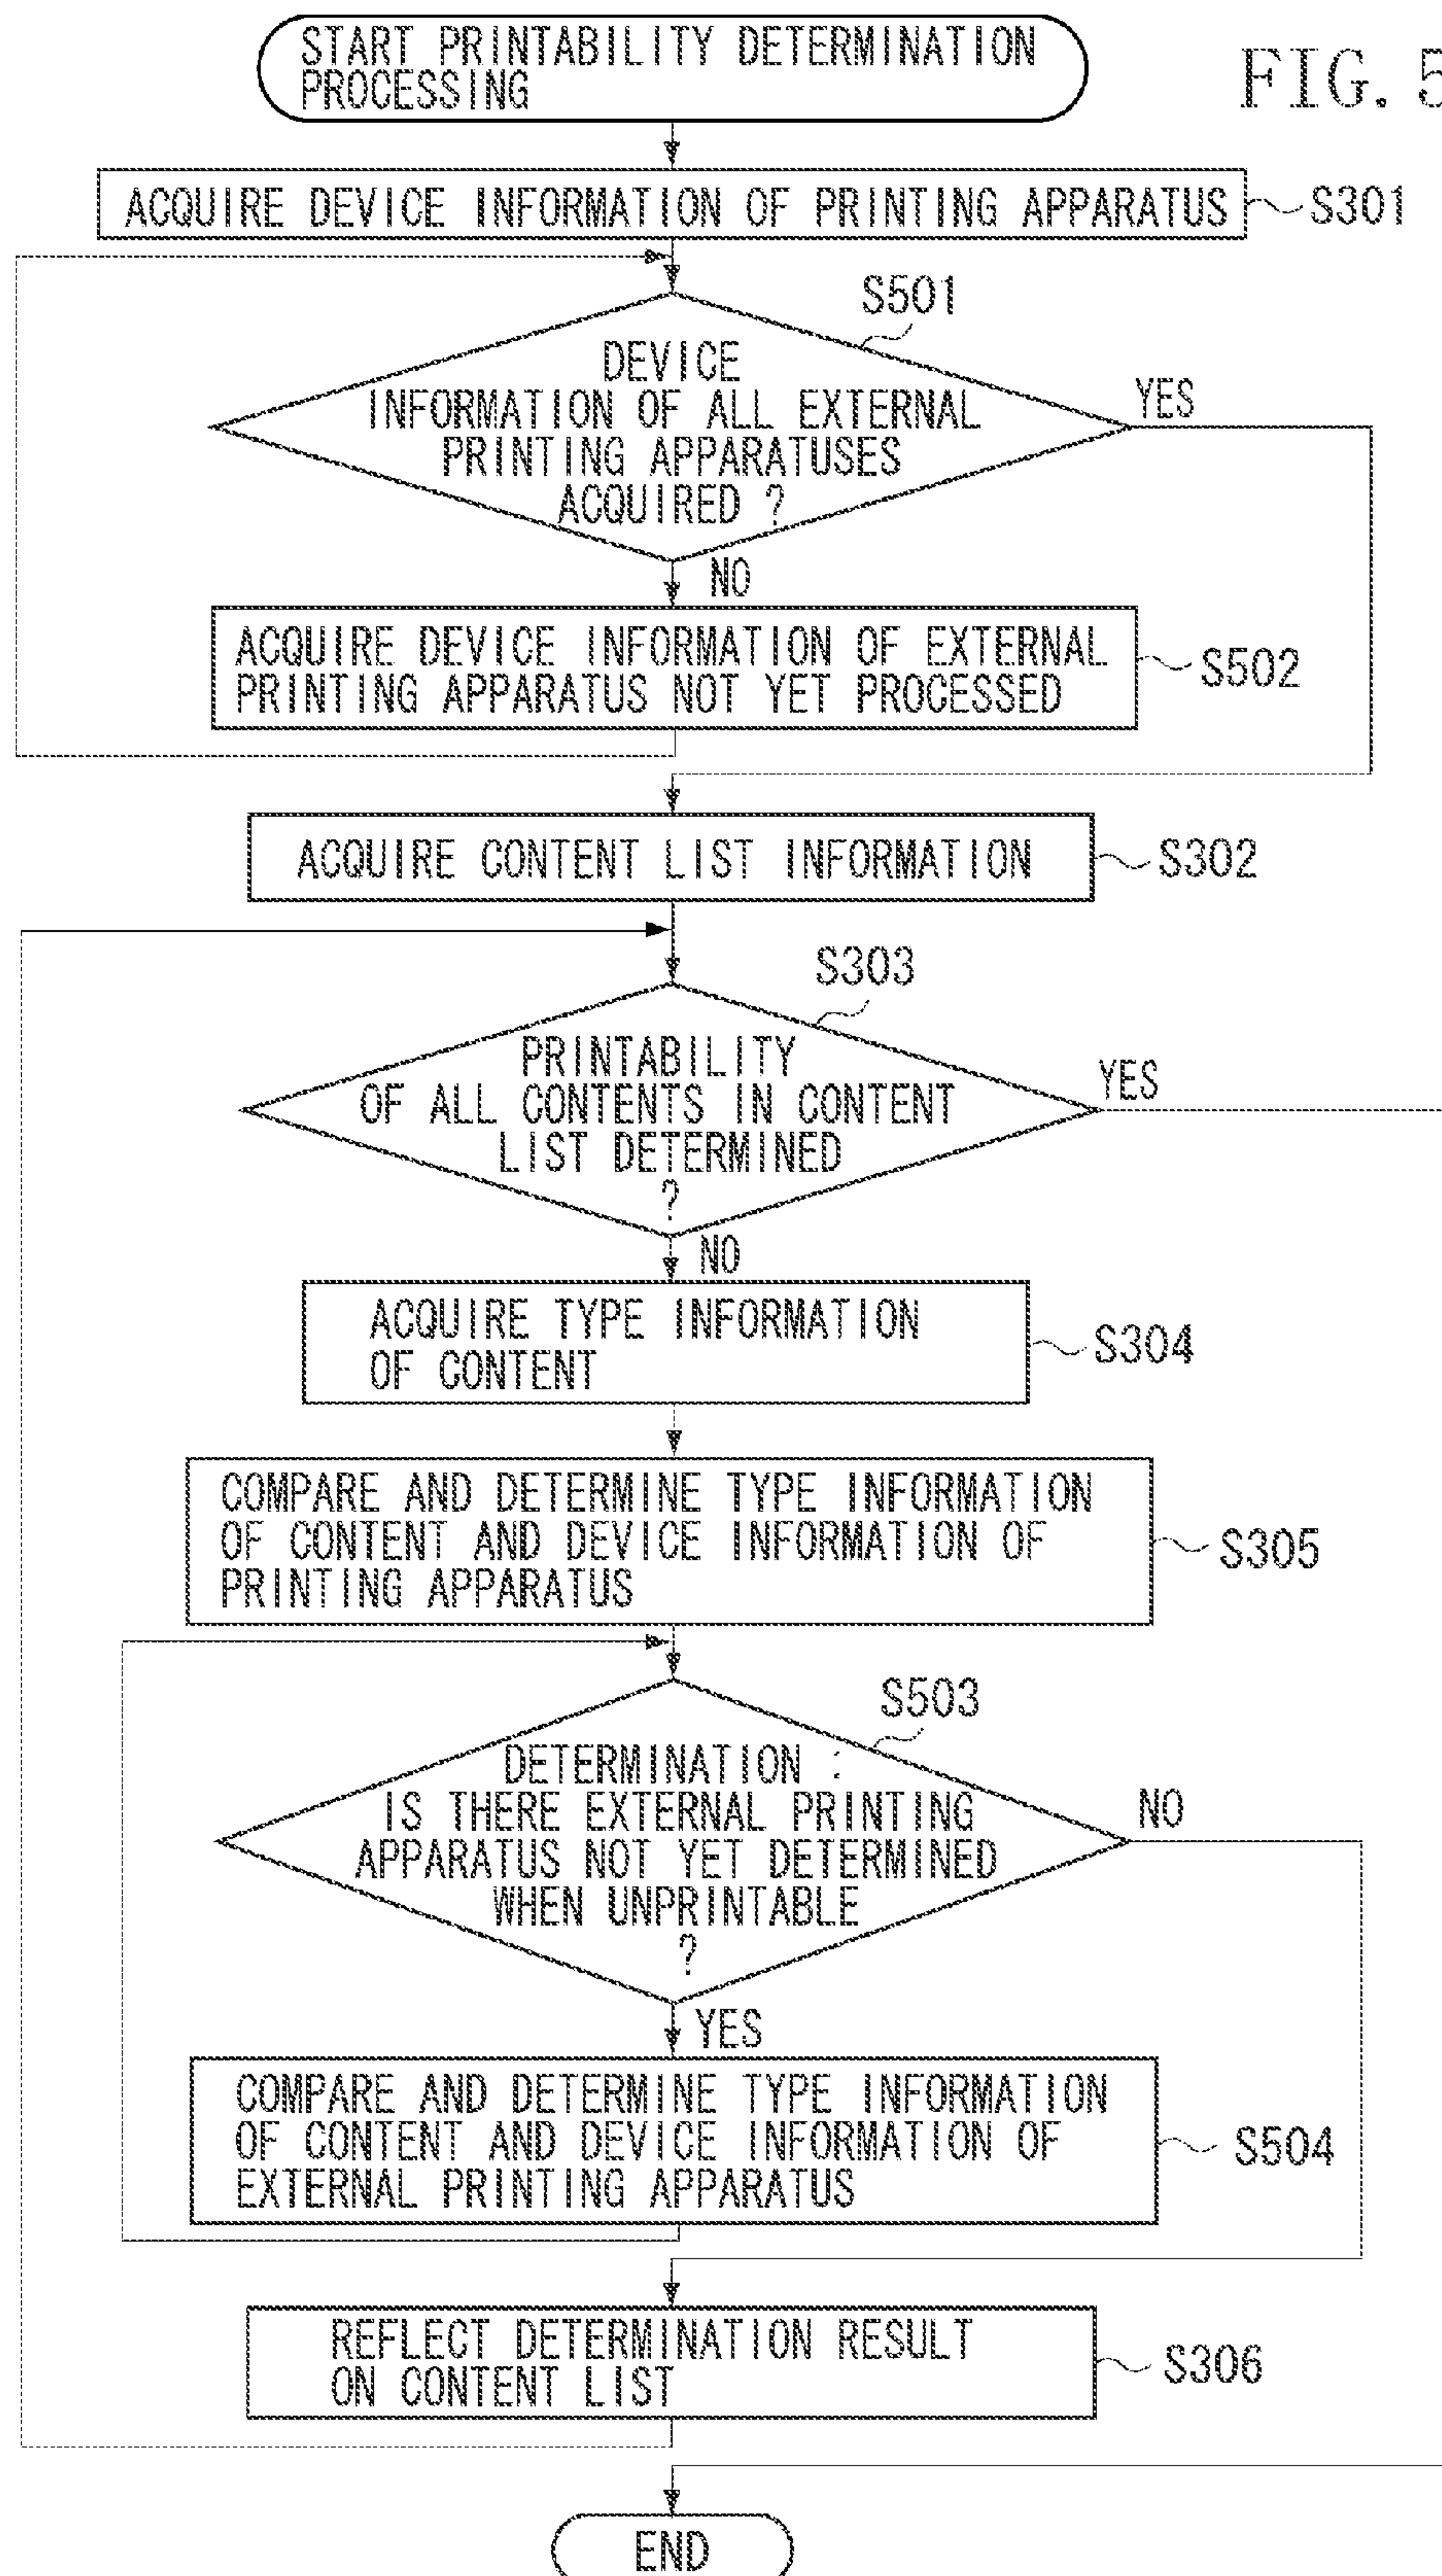 START PRINTABILITY DETERMINATION
PROCESSING
FIG. 5
ACQUIRE DEVICE INFORMATION OF PRINTING APPARATUS
S301
S501
DEVICE
INFORMATION OF ALL EXTERNAL
PRINTING APPARATUSES
ACQUIRED ?
YES
NO
ACQUIRE DEVICE INFORMATION OF EXTERNAL
PRINTING APPARATUS NOT YET PROCESSED
S502
ACQUIRE CONTENT LIST INFORMATION
S302
S303
PRINTABILITY
OF ALL CONTENTS IN CONTENT
LIST DETERMINED
?
YES
NO
ACQUIRE TYPE INFORMATION
OF CONTENT
S304
COMPARE AND DETERMINE TYPE INFORMATION
OF CONTENT AND DEVICE INFORMATION OF
PRINTING APPARATUS
S305
S503
DETERMINATION :
IS THERE EXTERNAL PRINTING
APPARATUS NOT YET DETERMINED
WHEN UNPRINTABLE
?
NO
YES
COMPARE AND DETERMINE TYPE INFORMATION
OF CONTENT AND DEVICE INFORMATION OF
EXTERNAL PRINTING APPARATUS
S504
REFLECT DETERMINATION RESULT
ON CONTENT LIST
S306
END